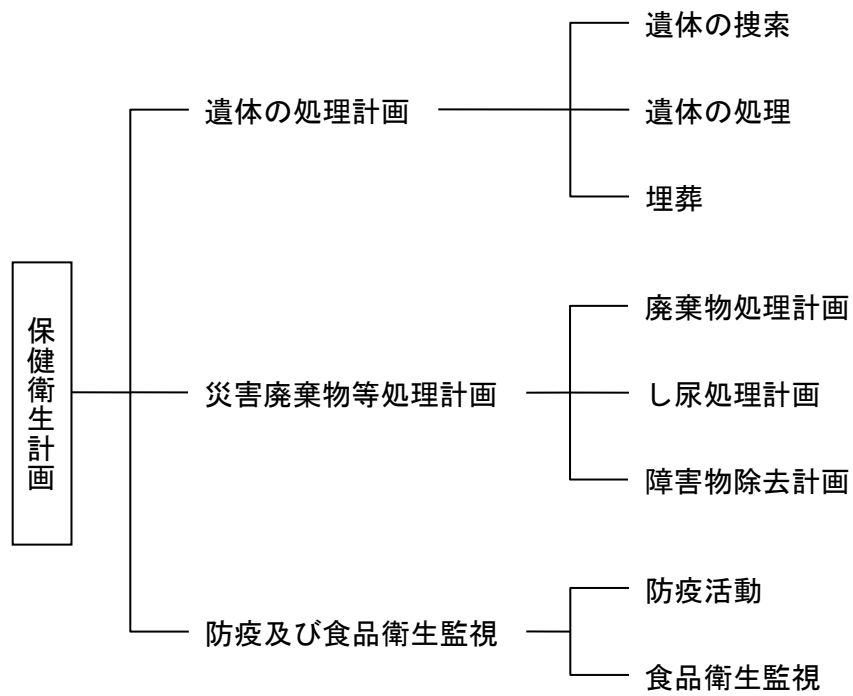 保健衛生計画
遺体の処理計画
遺体の捜索
遺体の処理
埋葬
災害廃棄物等処理計画
廃棄物処理計画
し尿処理計画
障害物除去計画
防疫及び食品衛生監視
防疫活動
食品衛生監視